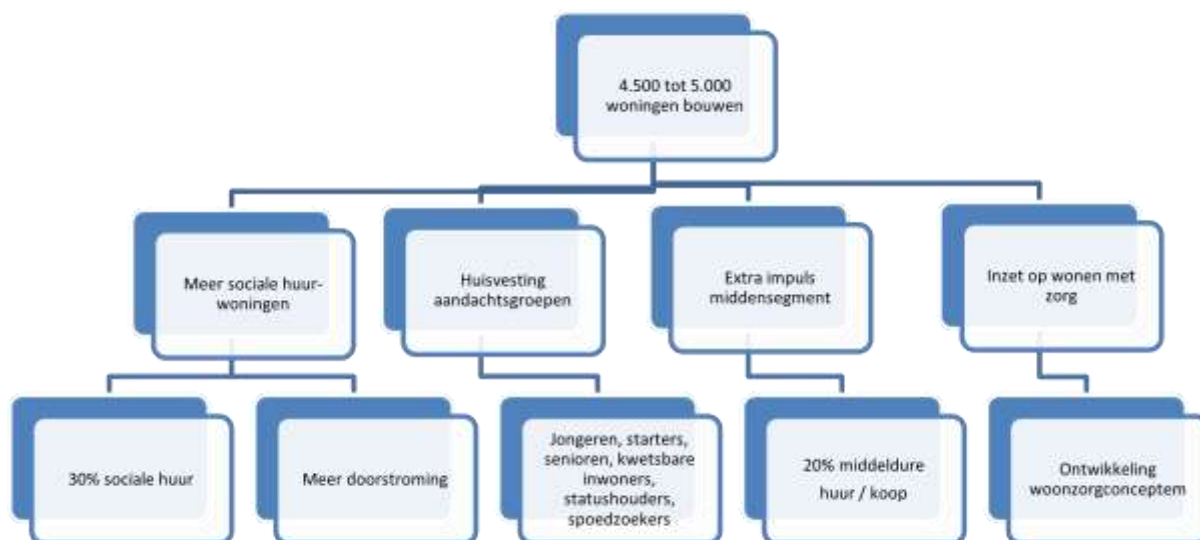 4.500 tot 5.000
woningen bouwen
Meer sociale huur-
woningen
Huisvesting
aandachtsgroepen
Extra impuls
middensegment
Inzet op wonen met
zorg
30% sociale huur
Meer doorstroming
Jongeren, starters,
senioren, kwetsbare
inwoners,
statushouders,
spoedzoekers
20% middeldure
huur / koop
Ontwikkeling
woonzorgconceptem